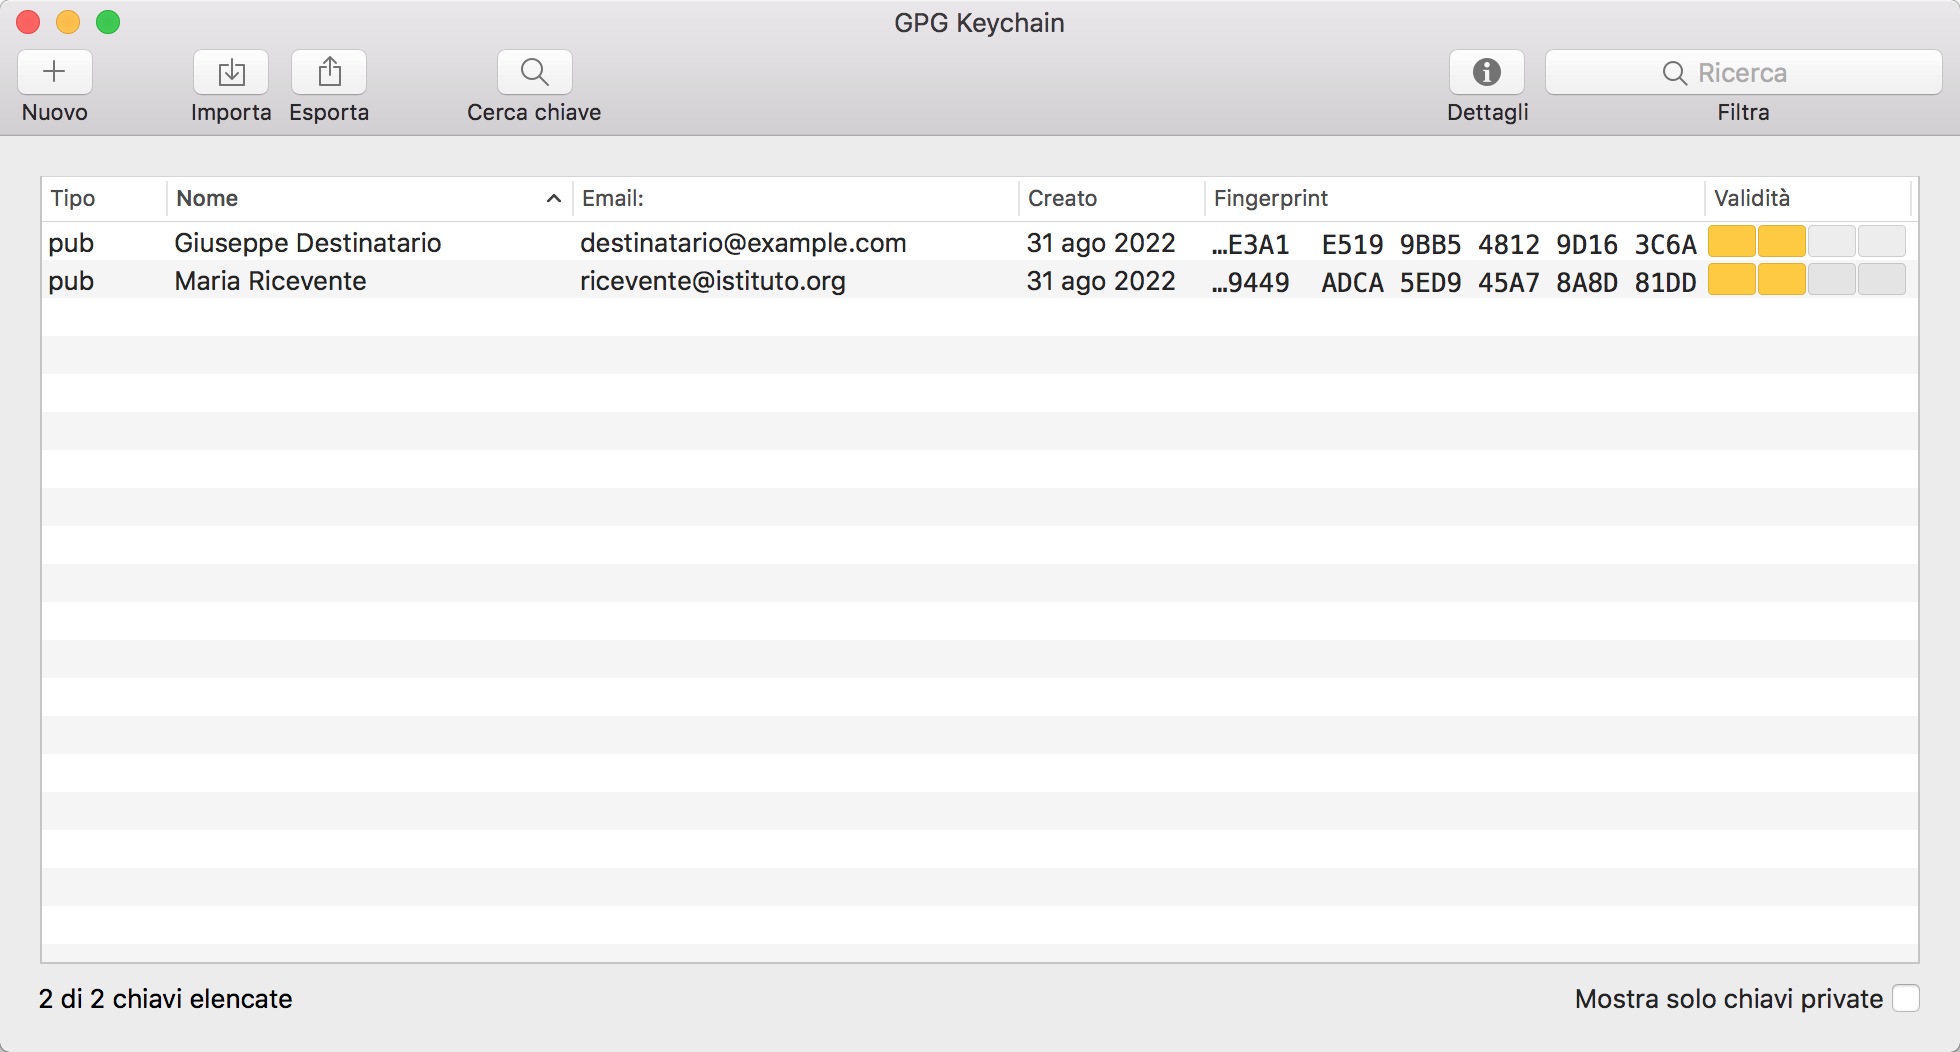 GPG Keychain
Nuovo Importa Esporta Cerca chiave Dettagli Ricerca Filtra
Tipo Nome Email: Creato Fingerprint Validità
pub Giuseppe Destinatario destinatario@example.com 31 ago 2022 …E3A1 E519 9BB5 4812 9D16 3C6A
pub Maria Ricevente ricevente@istituto.org 31 ago 2022 …9449 ADCA 5ED9 45A7 8A8D 81DD
2 di 2 chiavi elencate Mostra solo chiavi private